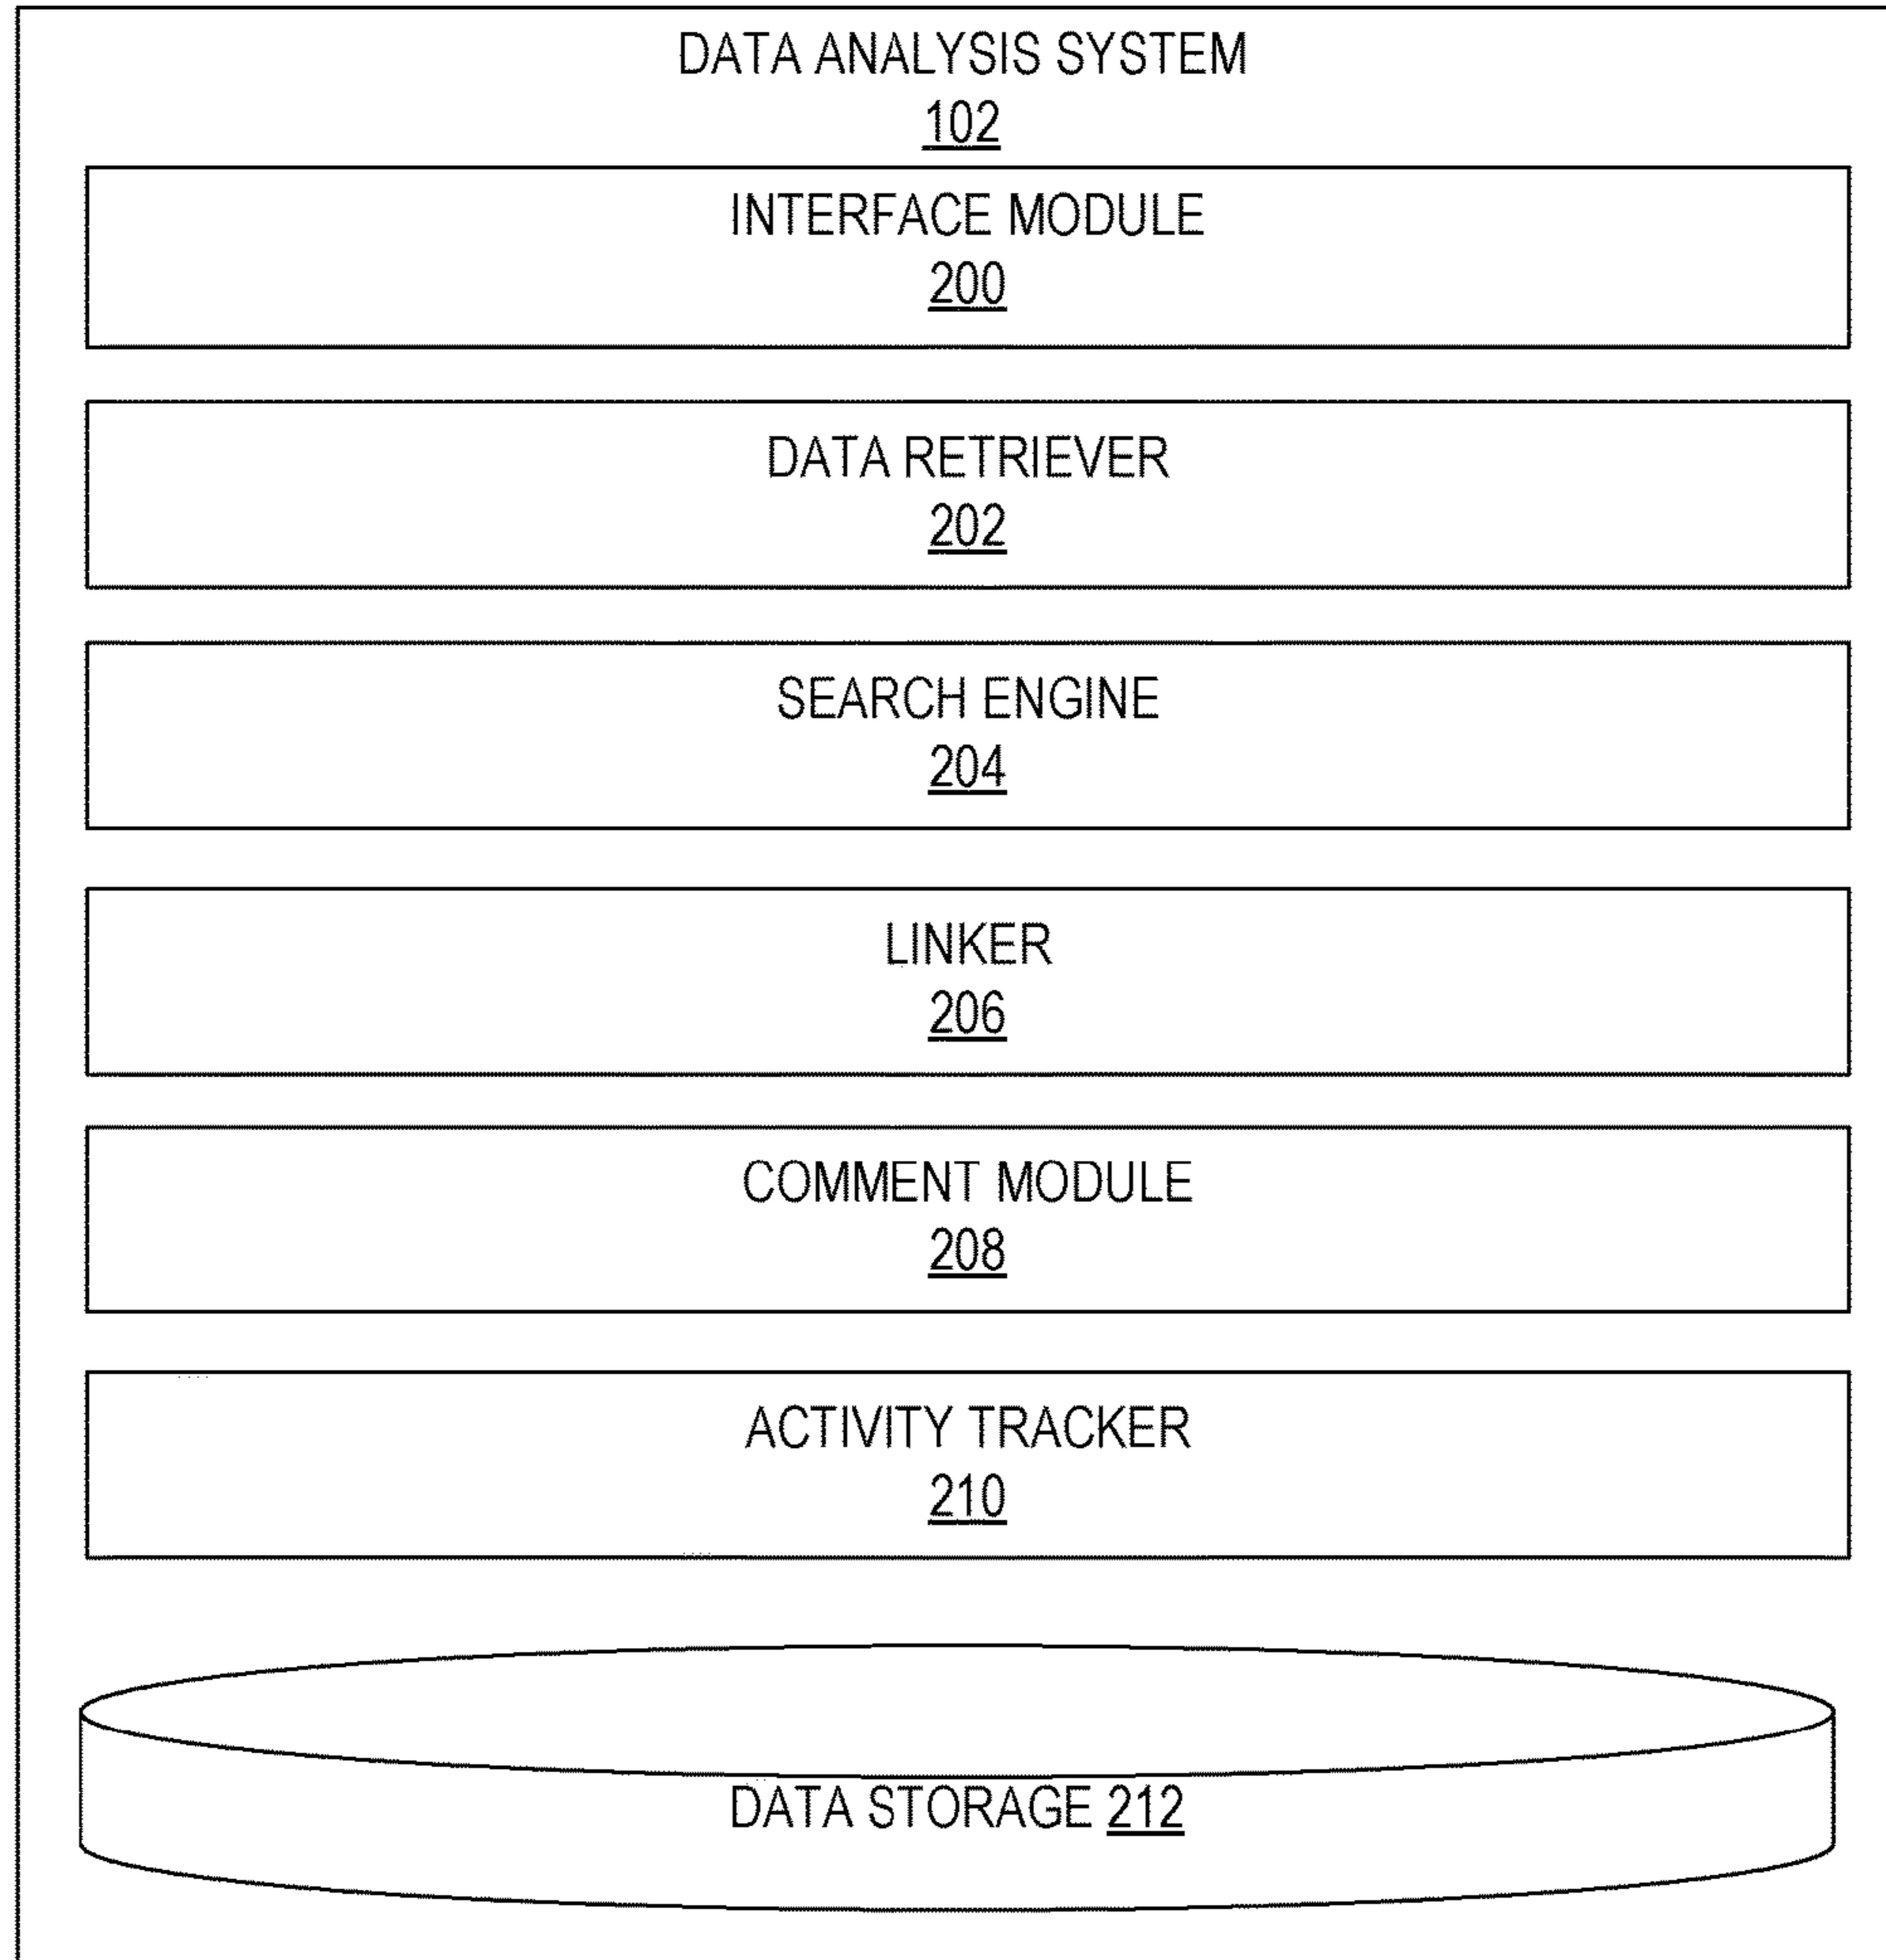 DATA ANALYSIS SYSTEM
102
INTERFACE MODULE
200
DATA RETRIEVER
202
SEARCH ENGINE
204
LINKER
206
COMMENT MODULE
208
ACTIVITY TRACKER
210
DATA STORAGE 212